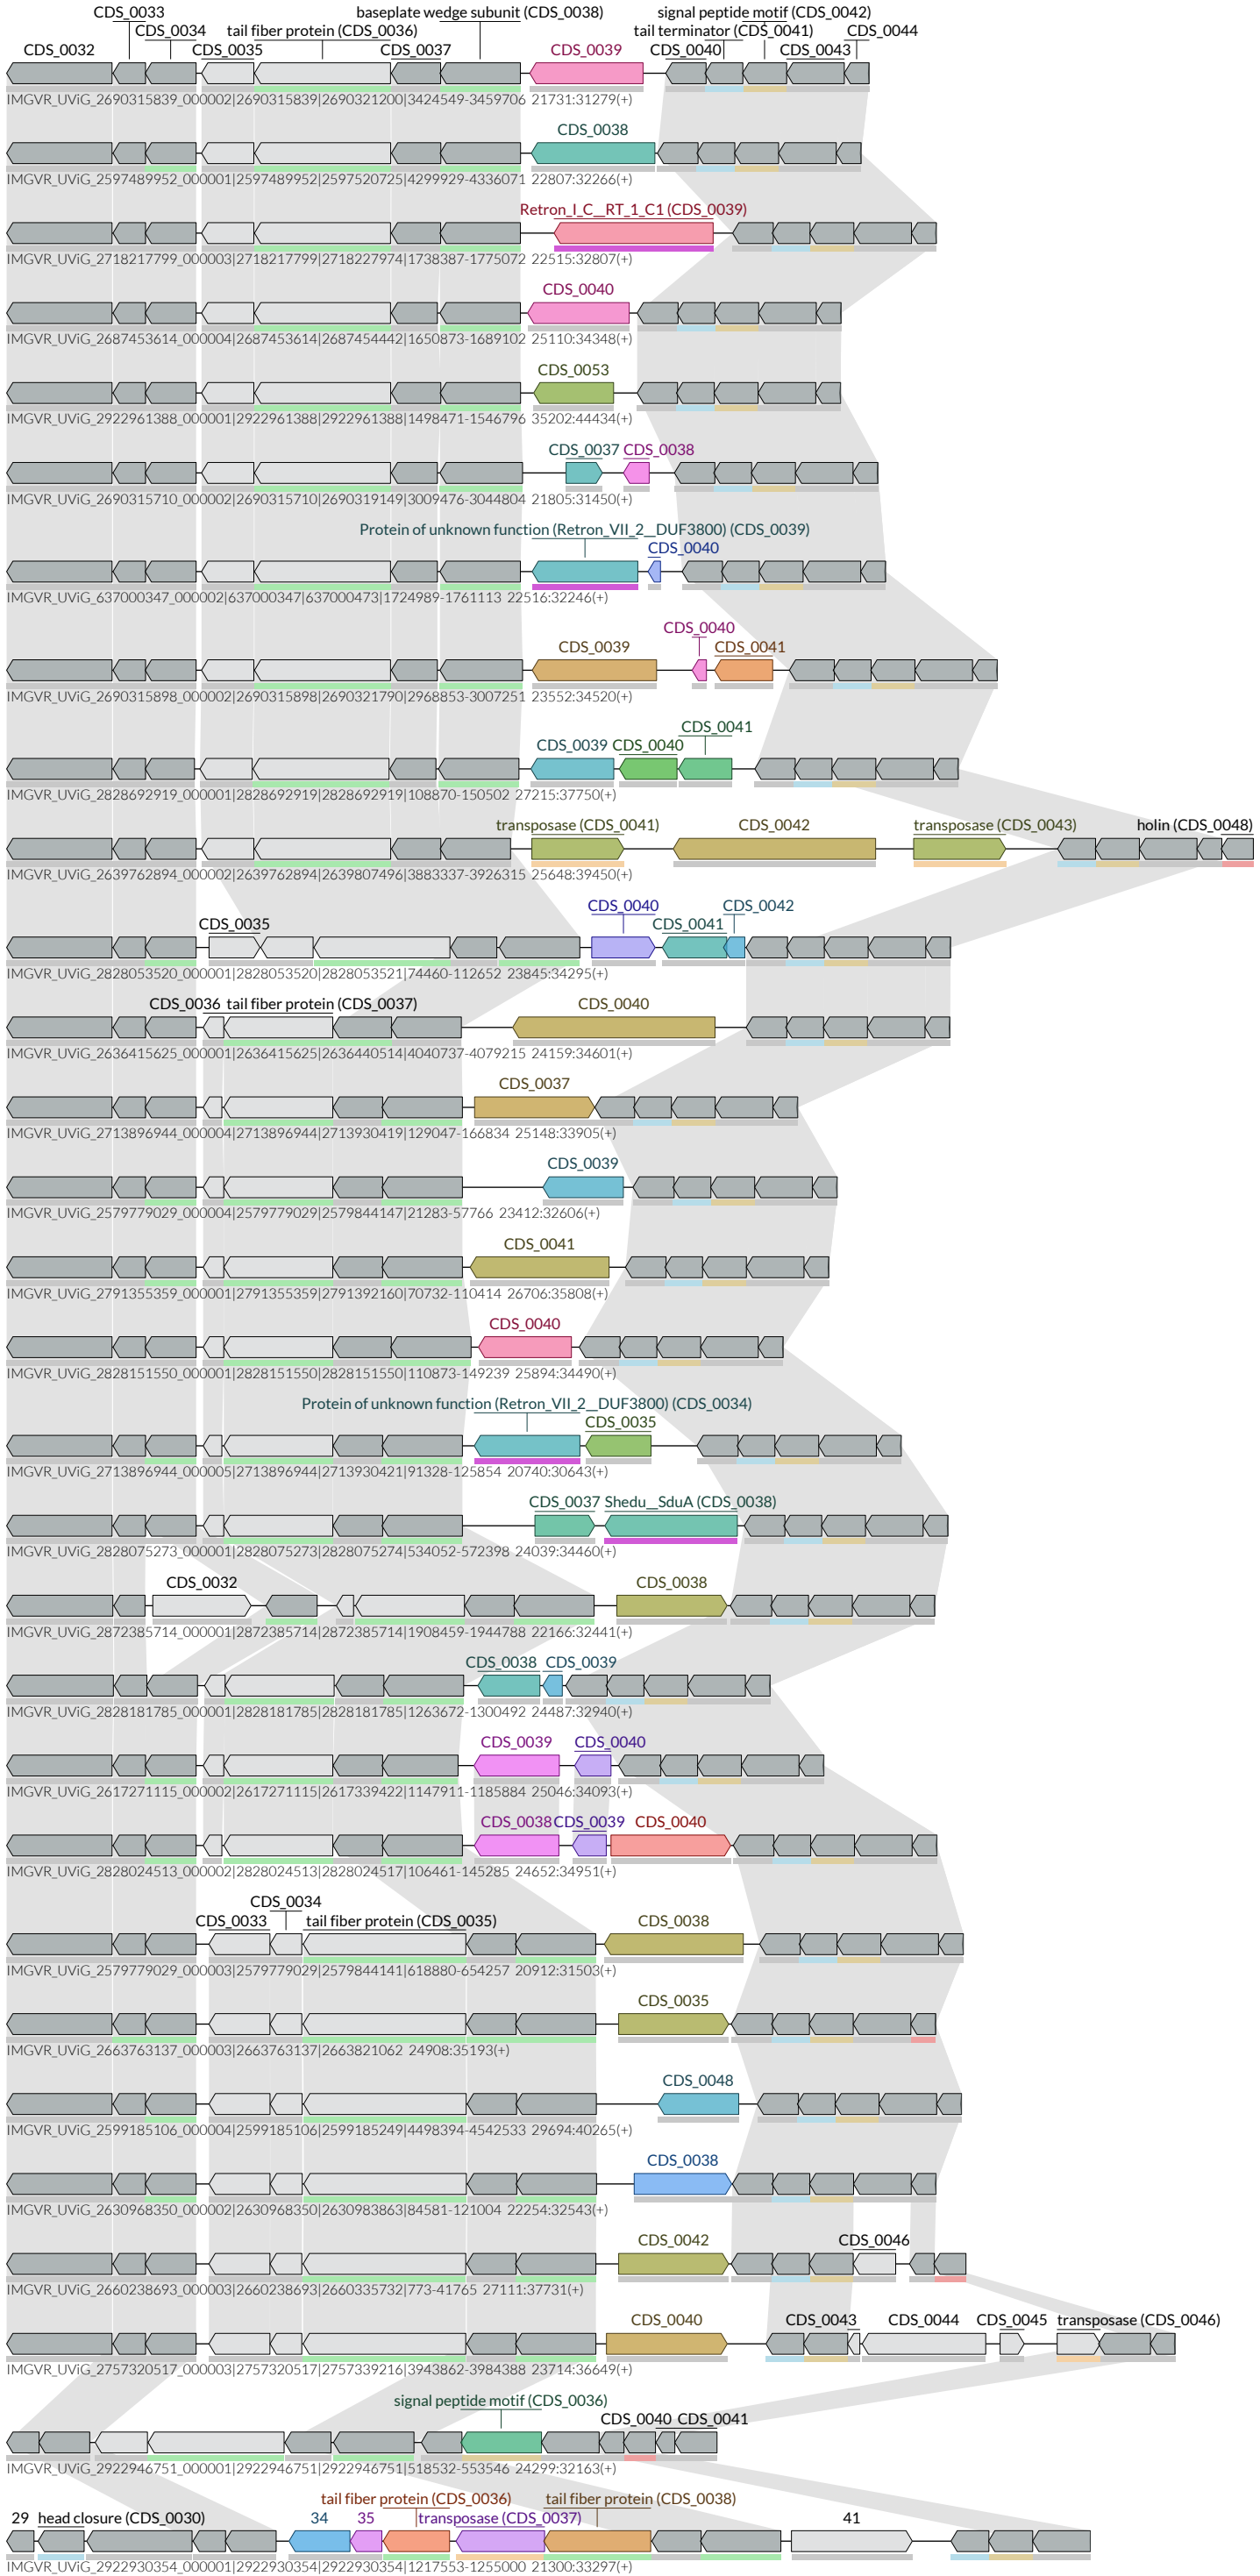 CDS_0033 baseplate wedge subunit (CDS_0038) signal peptide motif (CDS_0042)
CDS_0034 tail fiber protein (CDS_0036) tail terminator (CDS_0041) CDS_0044
CDS_0032 CDS_0035 CDS_0037 CDS_0039 CDS_0040 CDS_0043
IMGVR_UViG_2690315839_000002|2690315839|2690321200|3424549-3459706 21731:31279(+)
CDS_0038
IMGVR_UViG_2597489952_000001|2597489952|2597520725|4299929-4336071 22807:32266(+)
Retron_I_C__RT_1_C1 (CDS_0039)
IMGVR_UViG_2718217799_000003|2718217799|2718227974|1738387-1775072 22515:32807(+)
CDS_0040
IMGVR_UViG_2687453614_000004|2687453614|2687454442|1650873-1689102 25110:34348(+)
CDS_0053
IMGVR_UViG_2922961388_000001|2922961388|2922961388|1498471-1546796 35202:44434(+)
CDS_0037 CDS_0038
IMGVR_UViG_2690315710_000002|2690315710|2690319149|3009476-3044804 21805:31450(+)
Protein of unknown function (Retron_VII_2__DUF3800) (CDS_0039)
CDS_0040
IMGVR_UViG_637000347_000002|637000347|637000473|1724989-1761113 22516:32246(+)
CDS_0040
CDS_0039 CDS_0041
IMGVR_UViG_2690315898_000002|2690315898|2690321790|2968853-3007251 23552:34520(+)
CDS_0041
CDS_0039 CDS_0040
IMGVR_UViG_2828692919_000001|2828692919|2828692919|108870-150502 27215:37750(+)
transposase (CDS_0041) CDS_0042 transposase (CDS_0043) holin (CDS_0048)
IMGVR_UViG_2639762894_000002|2639762894|2639807496|3883337-3926315 25648:39450(+)
CDS_0040 CDS_0042
CDS_0035 CDS_0041
IMGVR_UViG_2828053520_000001|2828053520|2828053521|74460-112652 23845:34295(+)
CDS_0036 tail fiber protein (CDS_0037) CDS_0040
IMGVR_UViG_2636415625_000001|2636415625|2636440514|4040737-4079215 24159:34601(+)
CDS_0037
IMGVR_UViG_2713896944_000004|2713896944|2713930419|129047-166834 25148:33905(+)
CDS_0039
IMGVR_UViG_2579779029_000004|2579779029|2579844147|21283-57766 23412:32606(+)
CDS_0041
IMGVR_UViG_2791355359_000001|2791355359|2791392160|70732-110414 26706:35808(+)
CDS_0040
IMGVR_UViG_2828151550_000001|2828151550|2828151550|110873-149239 25894:34490(+)
Protein of unknown function (Retron_VII_2__DUF3800) (CDS_0034)
CDS_0035
IMGVR_UViG_2713896944_000005|2713896944|2713930421|91328-125854 20740:30643(+)
CDS_0037 Shedu__SduA (CDS_0038)
IMGVR_UViG_2828075273_000001|2828075273|2828075274|534052-572398 24039:34460(+)
CDS_0032 CDS_0038
IMGVR_UViG_2872385714_000001|2872385714|2872385714|1908459-1944788 22166:32441(+)
CDS_0038 CDS_0039
IMGVR_UViG_2828181785_000001|2828181785|2828181785|1263672-1300492 24487:32940(+)
CDS_0039 CDS_0040
IMGVR_UViG_2617271115_000002|2617271115|2617339422|1147911-1185884 25046:34093(+)
CDS_0038 CDS_0039 CDS_0040
IMGVR_UViG_2828024513_000002|2828024513|2828024517|106461-145285 24652:34951(+)
CDS_0034
CDS_0033 tail fiber protein (CDS_0035) CDS_0038
IMGVR_UViG_2579779029_000003|2579779029|2579844141|618880-654257 20912:31503(+)
CDS_0035
IMGVR_UViG_2663763137_000003|2663763137|2663821062 24908:35193(+)
CDS_0048
IMGVR_UViG_2599185106_000004|2599185106|2599185249|4498394-4542533 29694:40265(+)
CDS_0038
IMGVR_UViG_2630968350_000002|2630968350|2630983863|84581-121004 22254:32543(+)
CDS_0042 CDS_0046
IMGVR_UViG_2660238693_000003|2660238693|2660335732|773-41765 27111:37731(+)
CDS_0040 CDS_0043 CDS_0044 CDS_0045 transposase (CDS_0046)
IMGVR_UViG_2757320517_000003|2757320517|2757339216|3943862-3984388 23714:36649(+)
signal peptide motif (CDS_0036)
CDS_0040 CDS_0041
IMGVR_UViG_2922946751_000001|2922946751|2922946751|518532-553546 24299:32163(+)
tail fiber protein (CDS_0036) tail fiber protein (CDS_0038)
29 head closure (CDS_0030) 34 35 transposase (CDS_0037) 41
IMGVR_UViG_2922930354_000001|2922930354|2922930354|1217553-1255000 21300:33297(+)